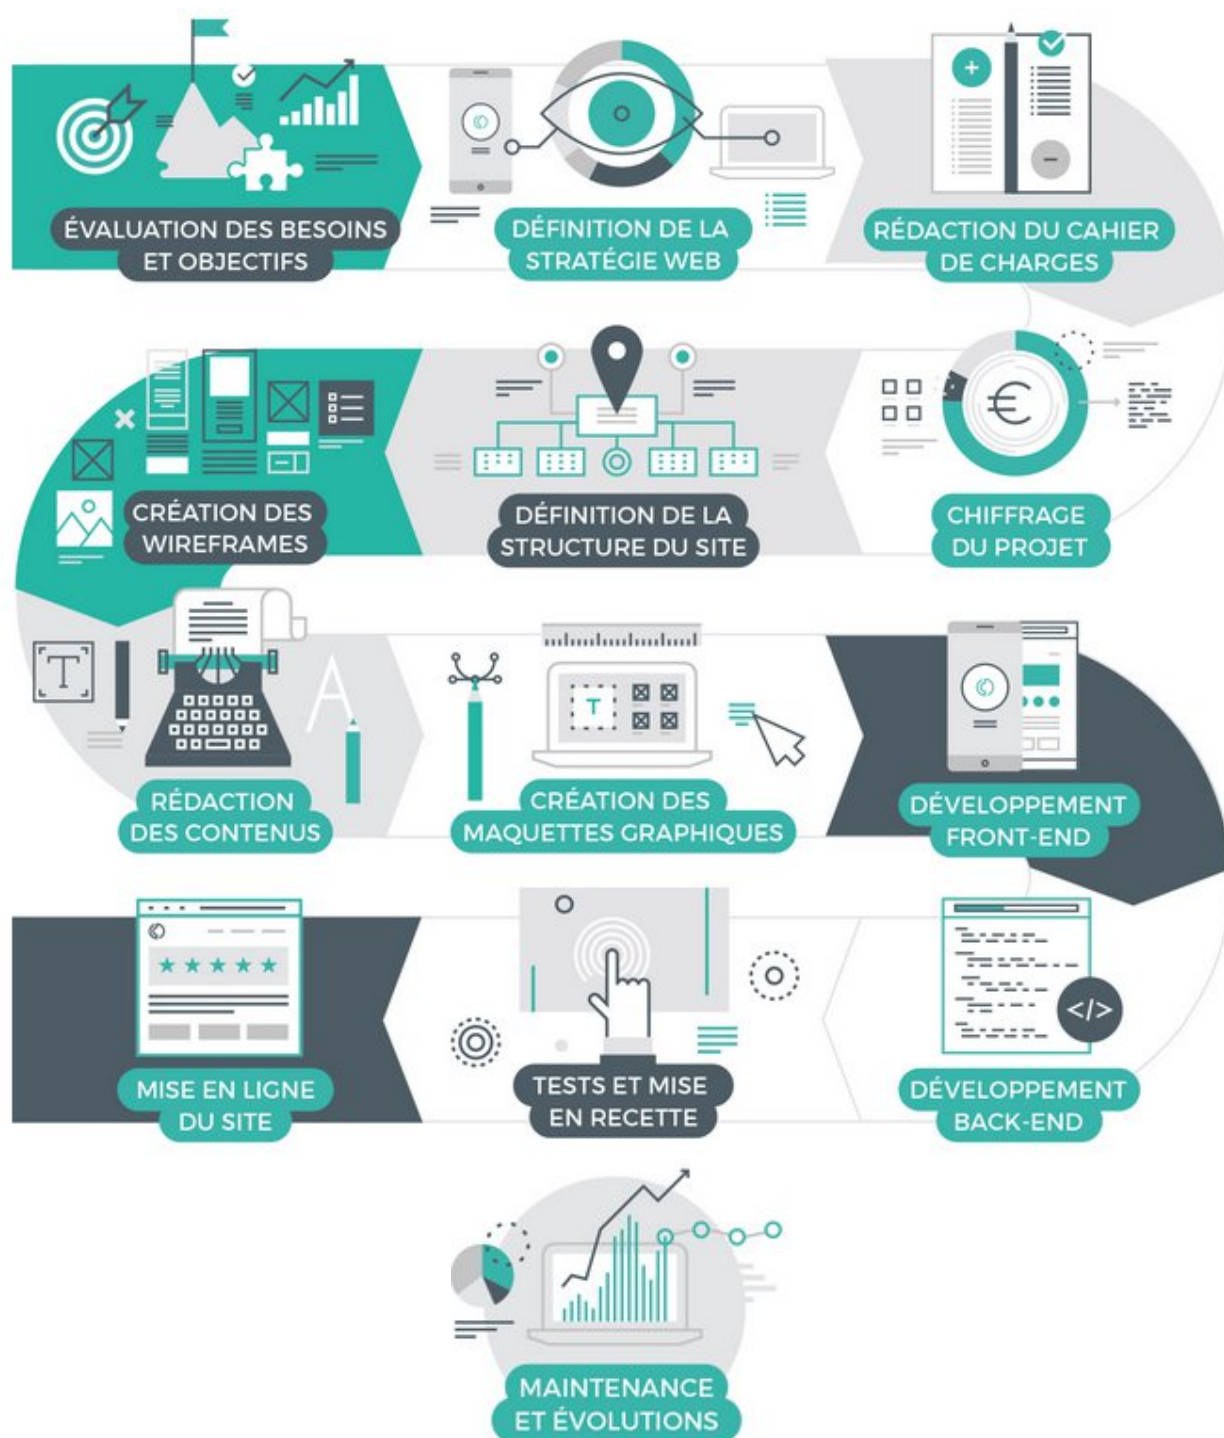 ÉVALUATION DES BESOINS
ET OBJECTIFS
DÉFINITION DE LA
STRATÉGIE WEB
RÉDACTION DU CAHIER
DE CHARGES
CHIFFRAGE
DU PROJET
DÉFINITION DE LA
STRUCTURE DU SITE
CRÉATION DES
WIREFRAMES
RÉDACTION
DES CONTENUS
CRÉATION DES
MAQUETTES GRAPHIQUES
DÉVELOPPEMENT
FRONT-END
DÉVELOPPEMENT
BACK-END
TESTS ET MISE
EN RECETTE
MISE EN LIGNE
DU SITE
MAINTENANCE
ET ÉVOLUTIONS